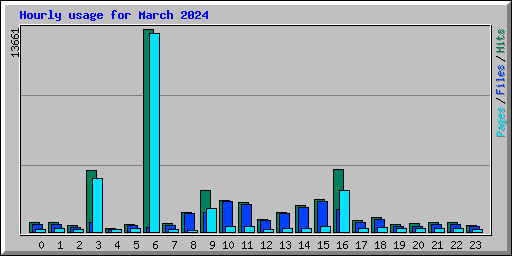 Hourly usage for March 2024
13661
Pages/Files/Hits
0 1 2 3 4 5 6 7 8 9 10 11 12 13 14 15 16 17 18 19 20 21 22 23